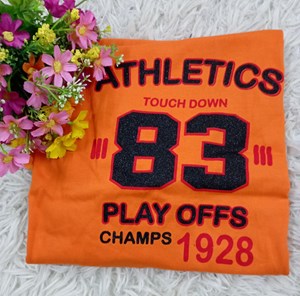 ATHLETICS
TOUCH DOWN
83
PLAY OFFS
CHAMPS 1928